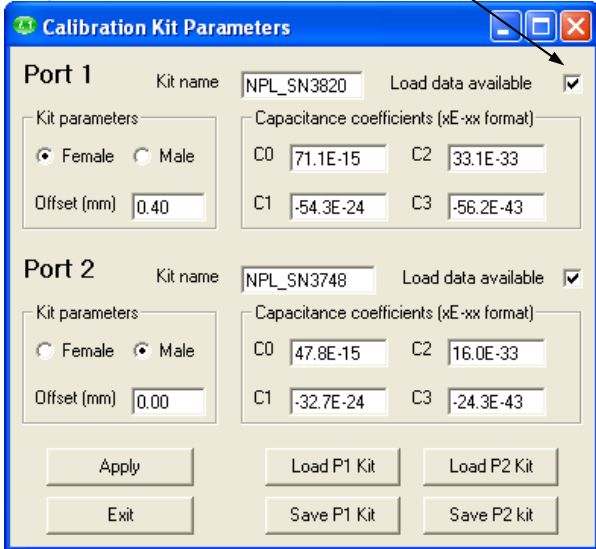 Calibration Kit Parameters
Port 1 Kit name NPL_SN3820 Load data available
Kit parameters Capacitance coefficients (xE-xx format)
Female Male C0 71.1E-15 C2 33.1E-33
Offset (mm) 0.40 C1 -54.3E-24 C3 -56.2E-43
Port 2 Kit name NPL_SN3748 Load data available
Kit parameters Capacitance coefficients (xE-xx format)
Female Male C0 47.8E-15 C2 16.0E-33
Offset (mm) 0.00 C1 -32.7E-24 C3 -24.3E-43
Apply Load P1 Kit Load P2 Kit
Exit Save P1 Kit Save P2 kit